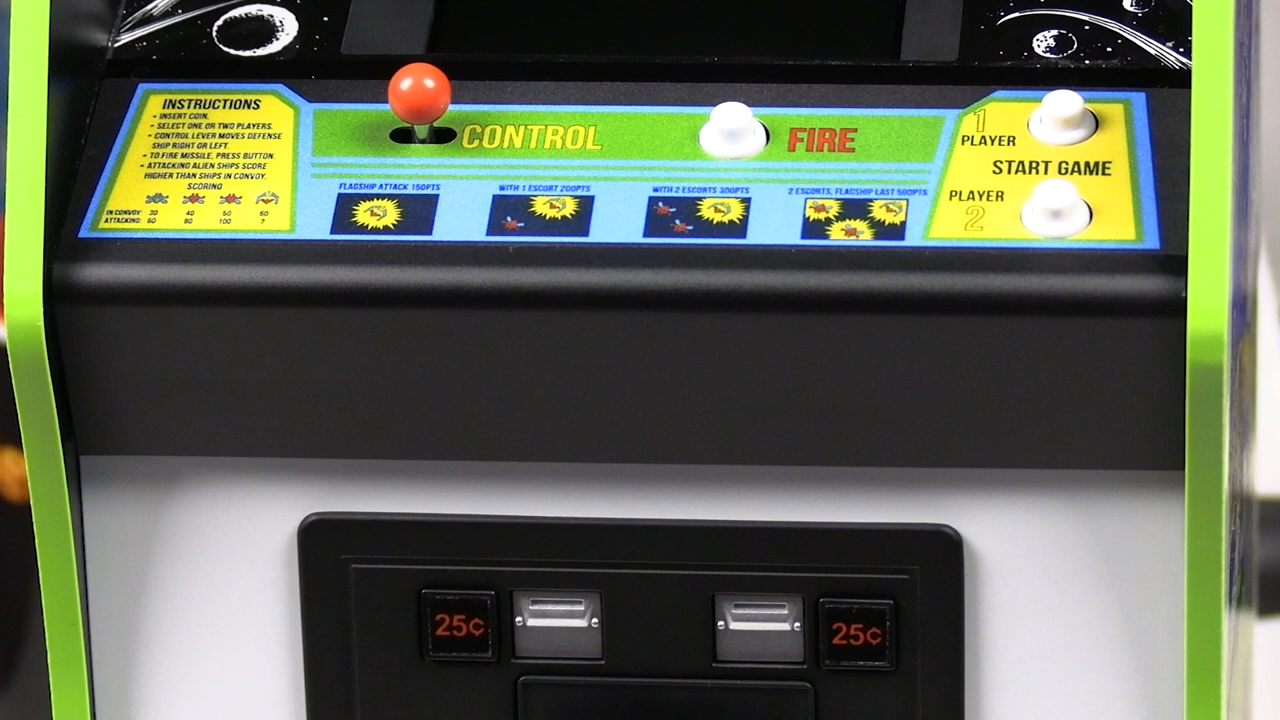 INSTRUCTIONS
• INSERT COIN.
• SELECT ONE OR TWO PLAYERS.
• CONTROL LEVER MOVES DEFENSE
SHIP RIGHT OR LEFT.
• TO FIRE MISSILE, PRESS BUTTON.
• ATTACKING ALIEN SHIPS SCORE
HIGHER THAN SHIPS IN CONVOY.
SCORING
IN CONVOY: 30 40 50 60
ATTACKING: 60 80 100 ?
CONTROL
FIRE
FLAGSHIP ATTACK 150PTS
WITH 1 ESCORT 200PTS
WITH 2 ESCORTS 300PTS
2 ESCORTS, FLAGSHIP LAST 500PTS
1
PLAYER
START GAME
PLAYER
2
25¢
25¢